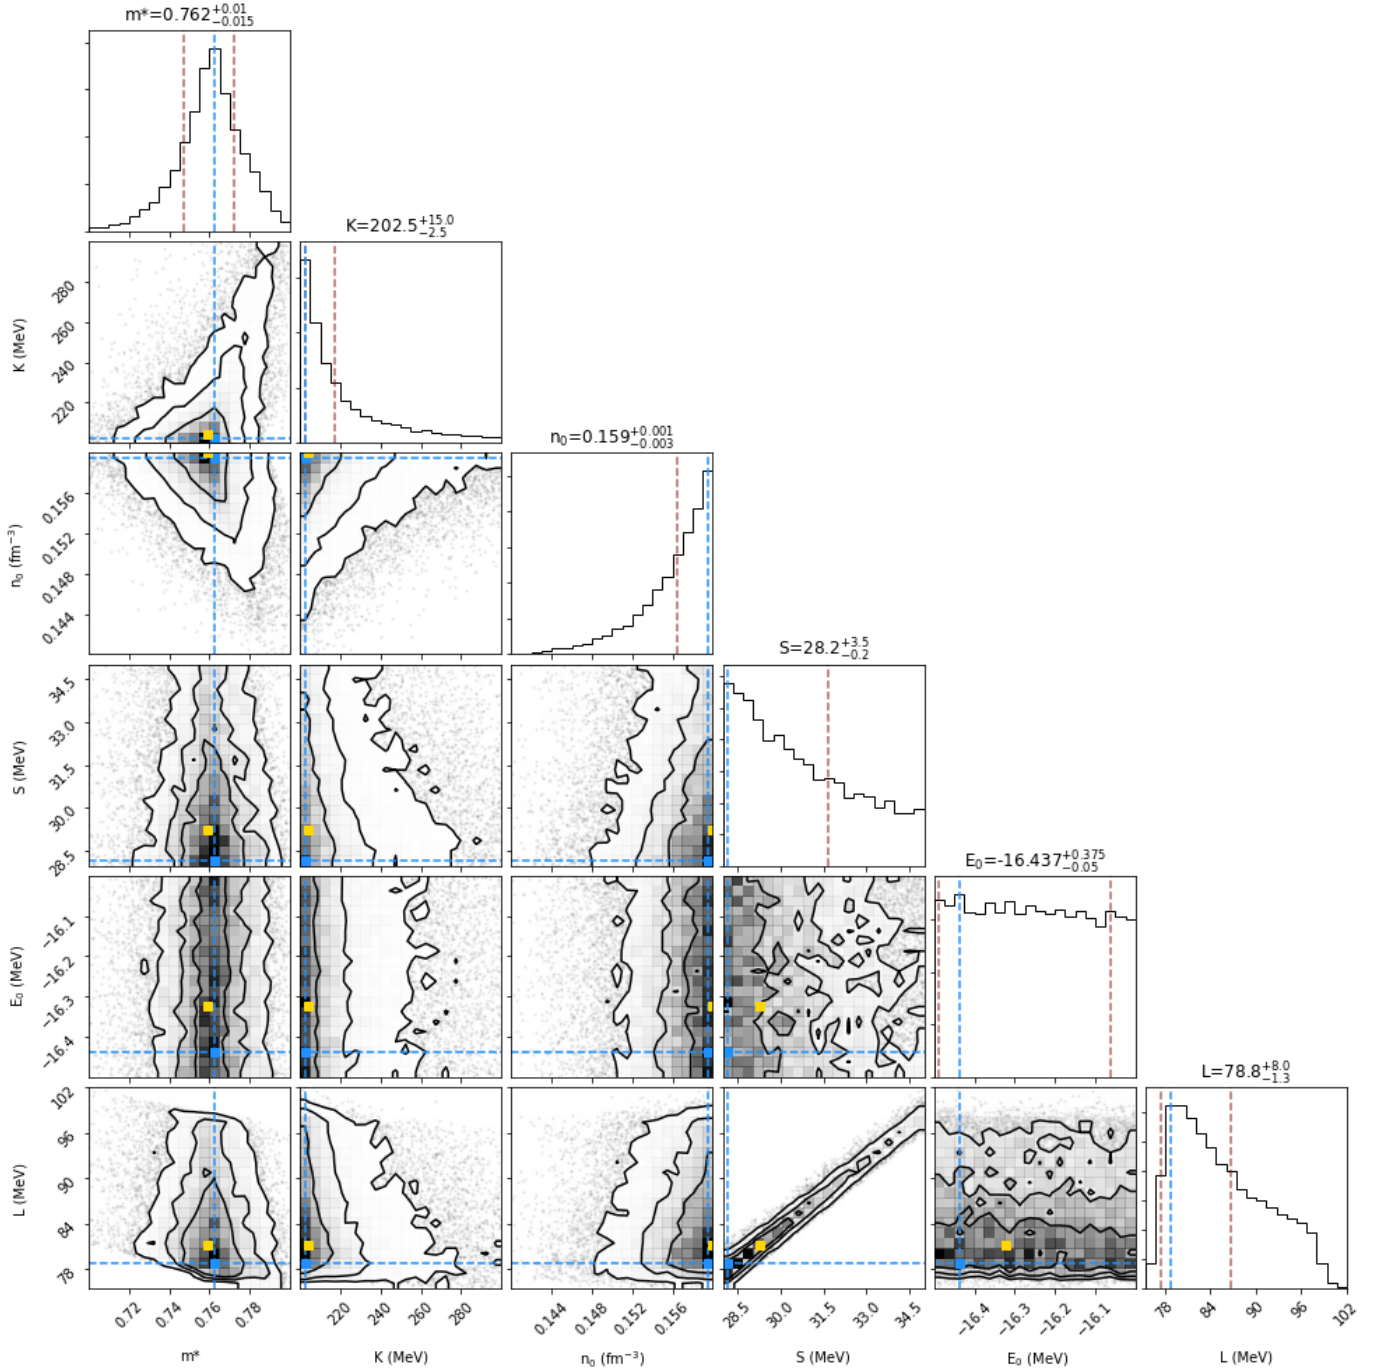 m*=0.762+0.01−0.015
K=202.5+15.0−2.5
280
260
240
220
K (MeV)
n0=0.159+0.001−0.003
0.156
0.152
0.148
0.144
n0 (fm−3)
S=28.2+3.5−0.2
34.5
33.0
31.5
30.0
28.5
S (MeV)
E0=-16.437+0.375−0.05
−16.1
−16.2
−16.3
−16.4
E0 (MeV)
L=78.8+8.0−1.3
102
96
90
84
78
L (MeV)
0.72 0.74 0.76 0.78 220 240 260 280 0.144 0.148 0.152 0.156 28.5 30.0 31.5 33.0 34.5 −16.4 −16.3 −16.2 −16.1 78 84 90 96 102
m* K (MeV) n0 (fm−3) S (MeV) E0 (MeV) L (MeV)